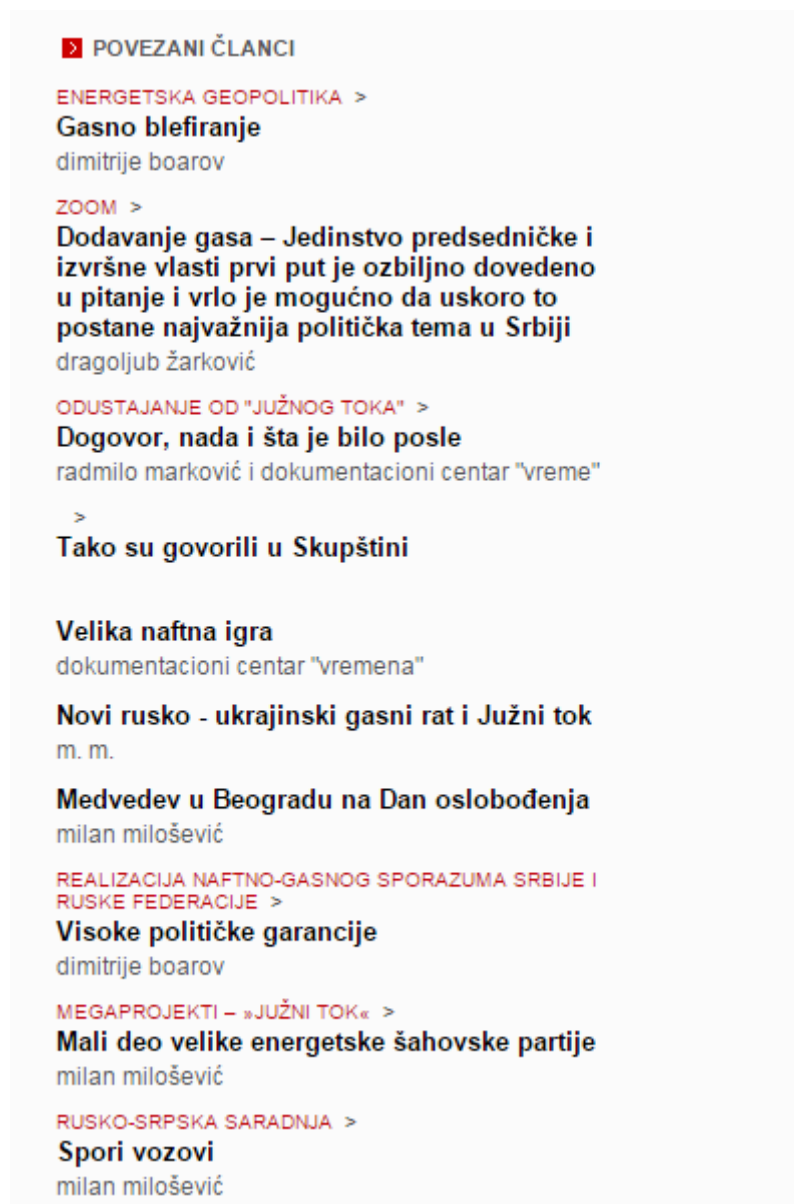 POVEZANI ČLANCI
ENERGETSKA GEOPOLITIKA >
Gasno blefiranje
dimitrije boarov
ZOOM >
Dodavanje gasa – Jedinstvo predsedničke i
izvršne vlasti prvi put je ozbiljno dovedeno
u pitanje i vrlo je mogućno da uskoro to
postane najvažnija politička tema u Srbiji
dragoljub žarković
ODUSTAJANJE OD "JUŽNOG TOKA" >
Dogovor, nada i šta je bilo posle
radmilo marković i dokumentacioni centar "vreme"
>
Tako su govorili u Skupštini
Velika naftna igra
dokumentacioni centar "vremena"
Novi rusko - ukrajinski gasni rat i Južni tok
m. m.
Medvedev u Beogradu na Dan oslobođenja
milan milošević
REALIZACIJA NAFTNO-GASNOG SPORAZUMA SRBIJE I
RUSKE FEDERACIJE >
Visoke političke garancije
dimitrije boarov
MEGAPROJEKTI – »JUŽNI TOK« >
Mali deo velike energetske šahovske partije
milan milošević
RUSKO-SRPSKA SARADNJA >
Spori vozovi
milan milošević